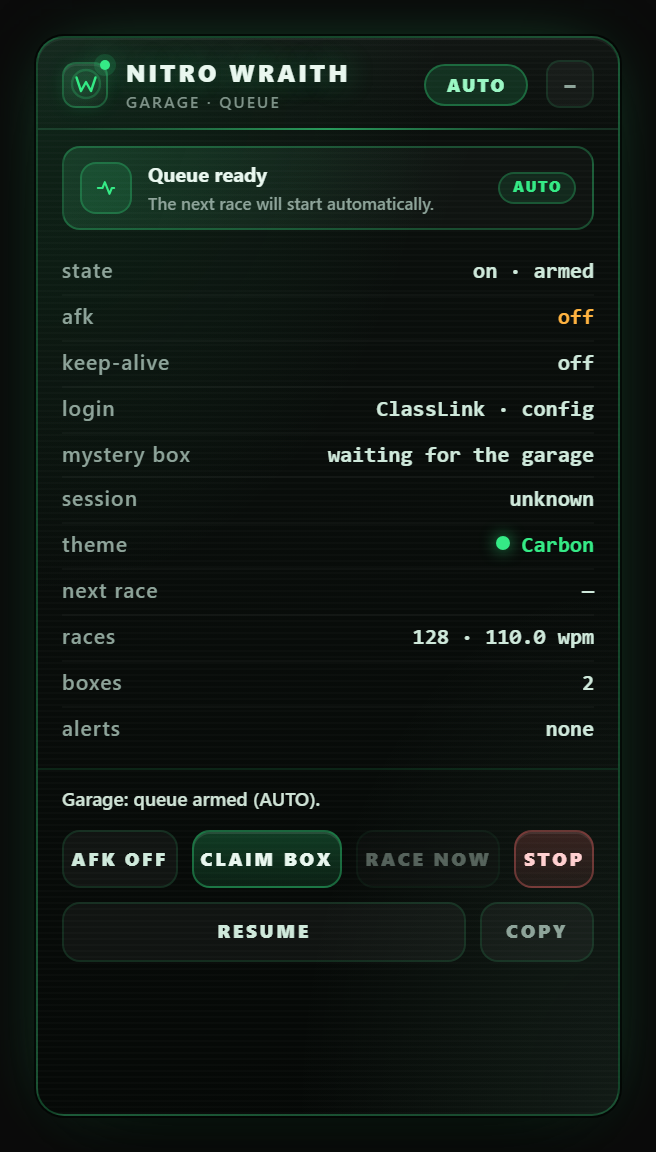 NITRO WRAITH
GARAGE · QUEUE
AUTO
–
Queue ready
The next race will start automatically.
AUTO
state on · armed
afk off
keep-alive off
login ClassLink · config
mystery box waiting for the garage
session unknown
theme Carbon
next race —
races 128 · 110.0 wpm
boxes 2
alerts none
Garage: queue armed (AUTO).
AFK OFF CLAIM BOX RACE NOW STOP
RESUME COPY